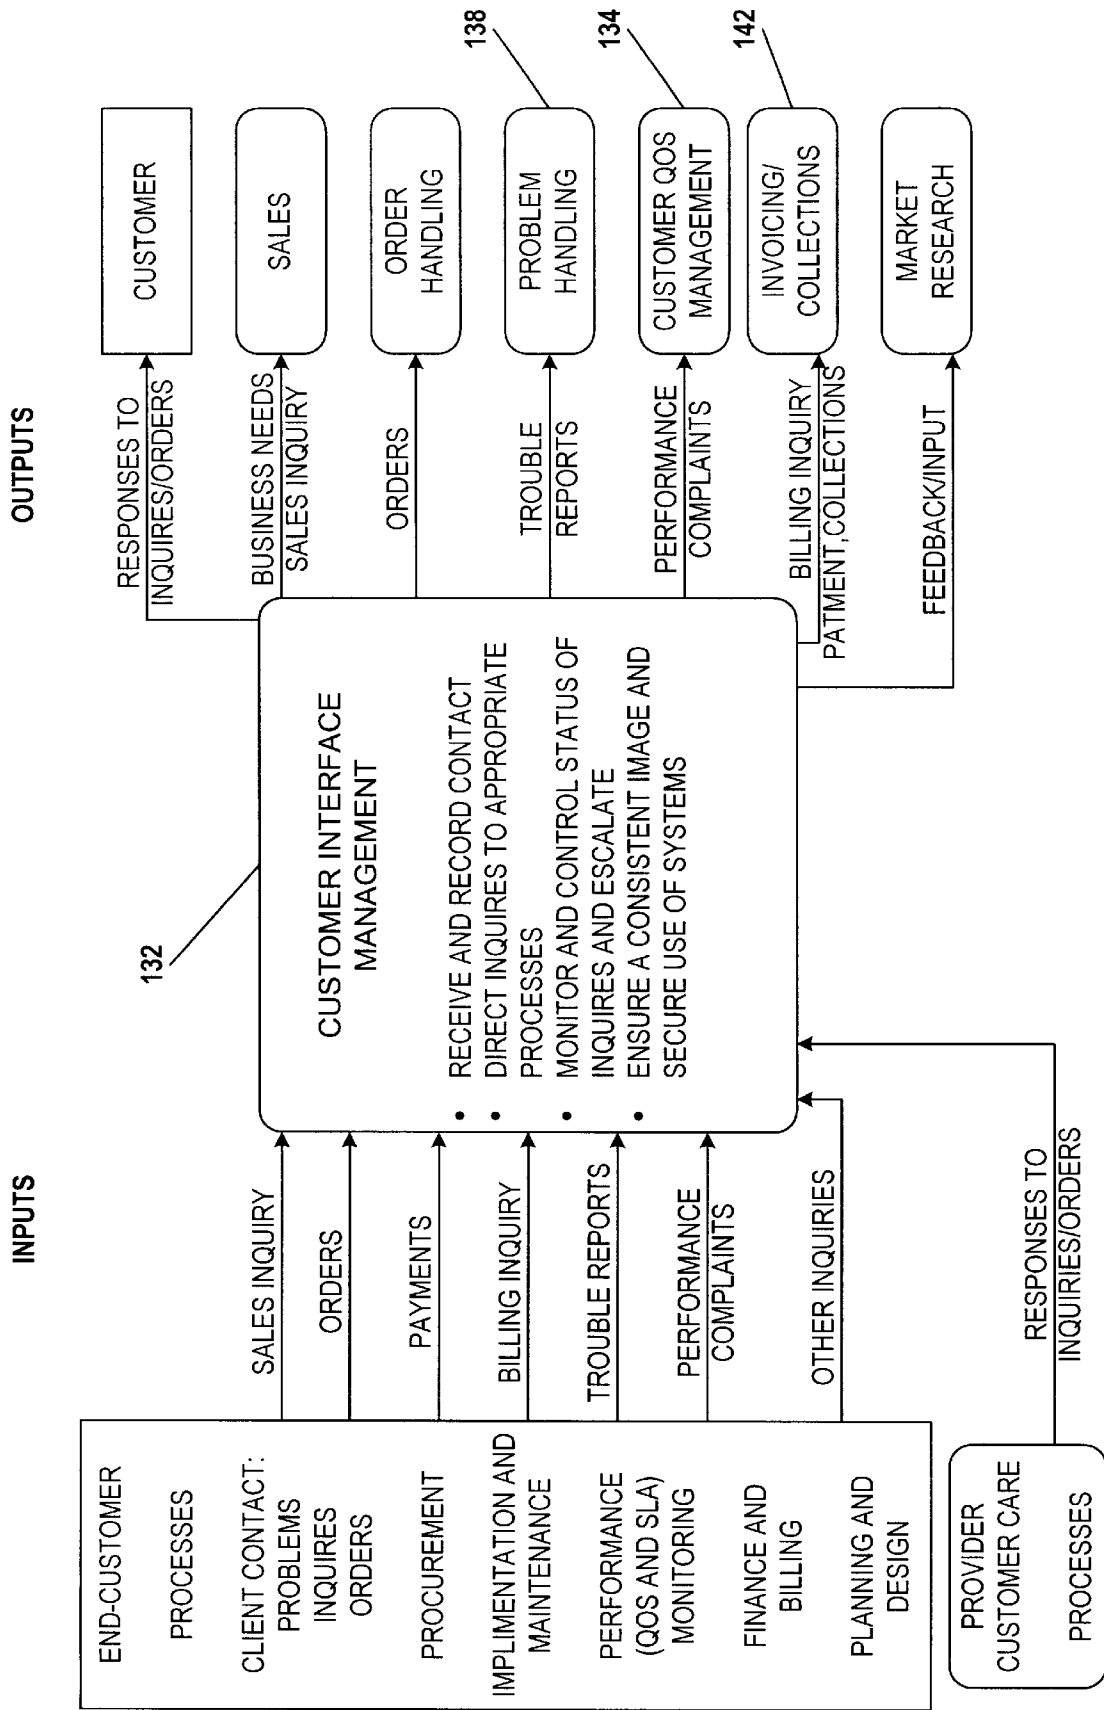 INPUTS
OUTPUTS
END-CUSTOMER
PROCESSES
CLIENT CONTACT:
PROBLEMS
INQUIRES
ORDERS
PROCUREMENT
IMPLIMENTATION AND
MAINTENANCE
PERFORMANCE
(QOS AND SLA)
MONITORING
FINANCE AND
BILLING
PLANNING AND
DESIGN
PROVIDER
CUSTOMER CARE
PROCESSES
SALES INQUIRY
ORDERS
PAYMENTS
BILLING INQUIRY
TROUBLE REPORTS
PERFORMANCE
COMPLAINTS
OTHER INQUIRIES
RESPONSES TO
INQUIRIES/ORDERS
132
CUSTOMER INTERFACE
MANAGEMENT
• RECEIVE AND RECORD CONTACT
• DIRECT INQUIRES TO APPROPRIATE
PROCESSES
• MONITOR AND CONTROL STATUS OF
INQUIRES AND ESCALATE
• ENSURE A CONSISTENT IMAGE AND
SECURE USE OF SYSTEMS
RESPONSES TO
INQUIRES/ORDERS
BUSINESS NEEDS
SALES INQUIRY
ORDERS
TROUBLE
REPORTS
PERFORMANCE
COMPLAINTS
BILLING INQUIRY
PATMENT,COLLECTIONS
FEEDBACK/INPUT
CUSTOMER
SALES
ORDER
HANDLING
PROBLEM
HANDLING
138
CUSTOMER QOS
MANAGEMENT
134
INVOICING/
COLLECTIONS
142
MARKET
RESEARCH